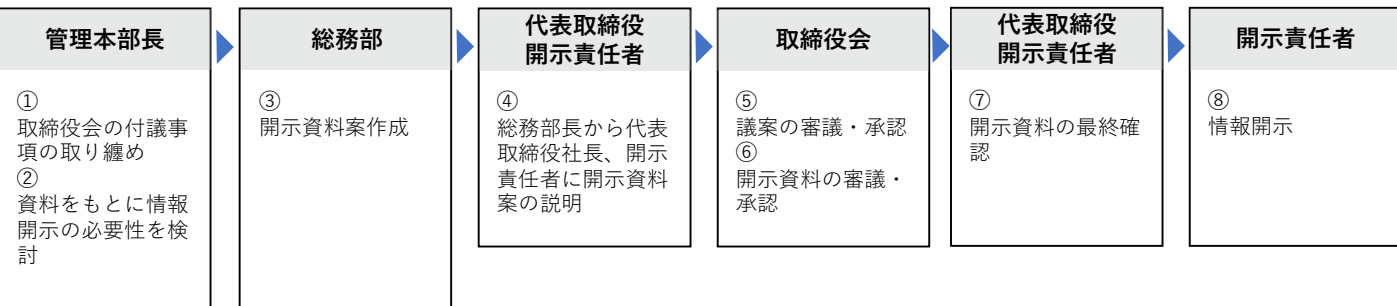 管理本部長
①
取締役会の付議事
項の取り纏め
②
資料をもとに情報
開示の必要性を検
討
総務部
③
開示資料案作成
代表取締役
開示責任者
④
総務部長から代表
取締役社長、開示
責任者に開示資料
案の説明
取締役会
⑤
議案の審議・承認
⑥
開示資料の審議・
承認
代表取締役
開示責任者
⑦
開示資料の最終確
認
開示責任者
⑧
情報開示